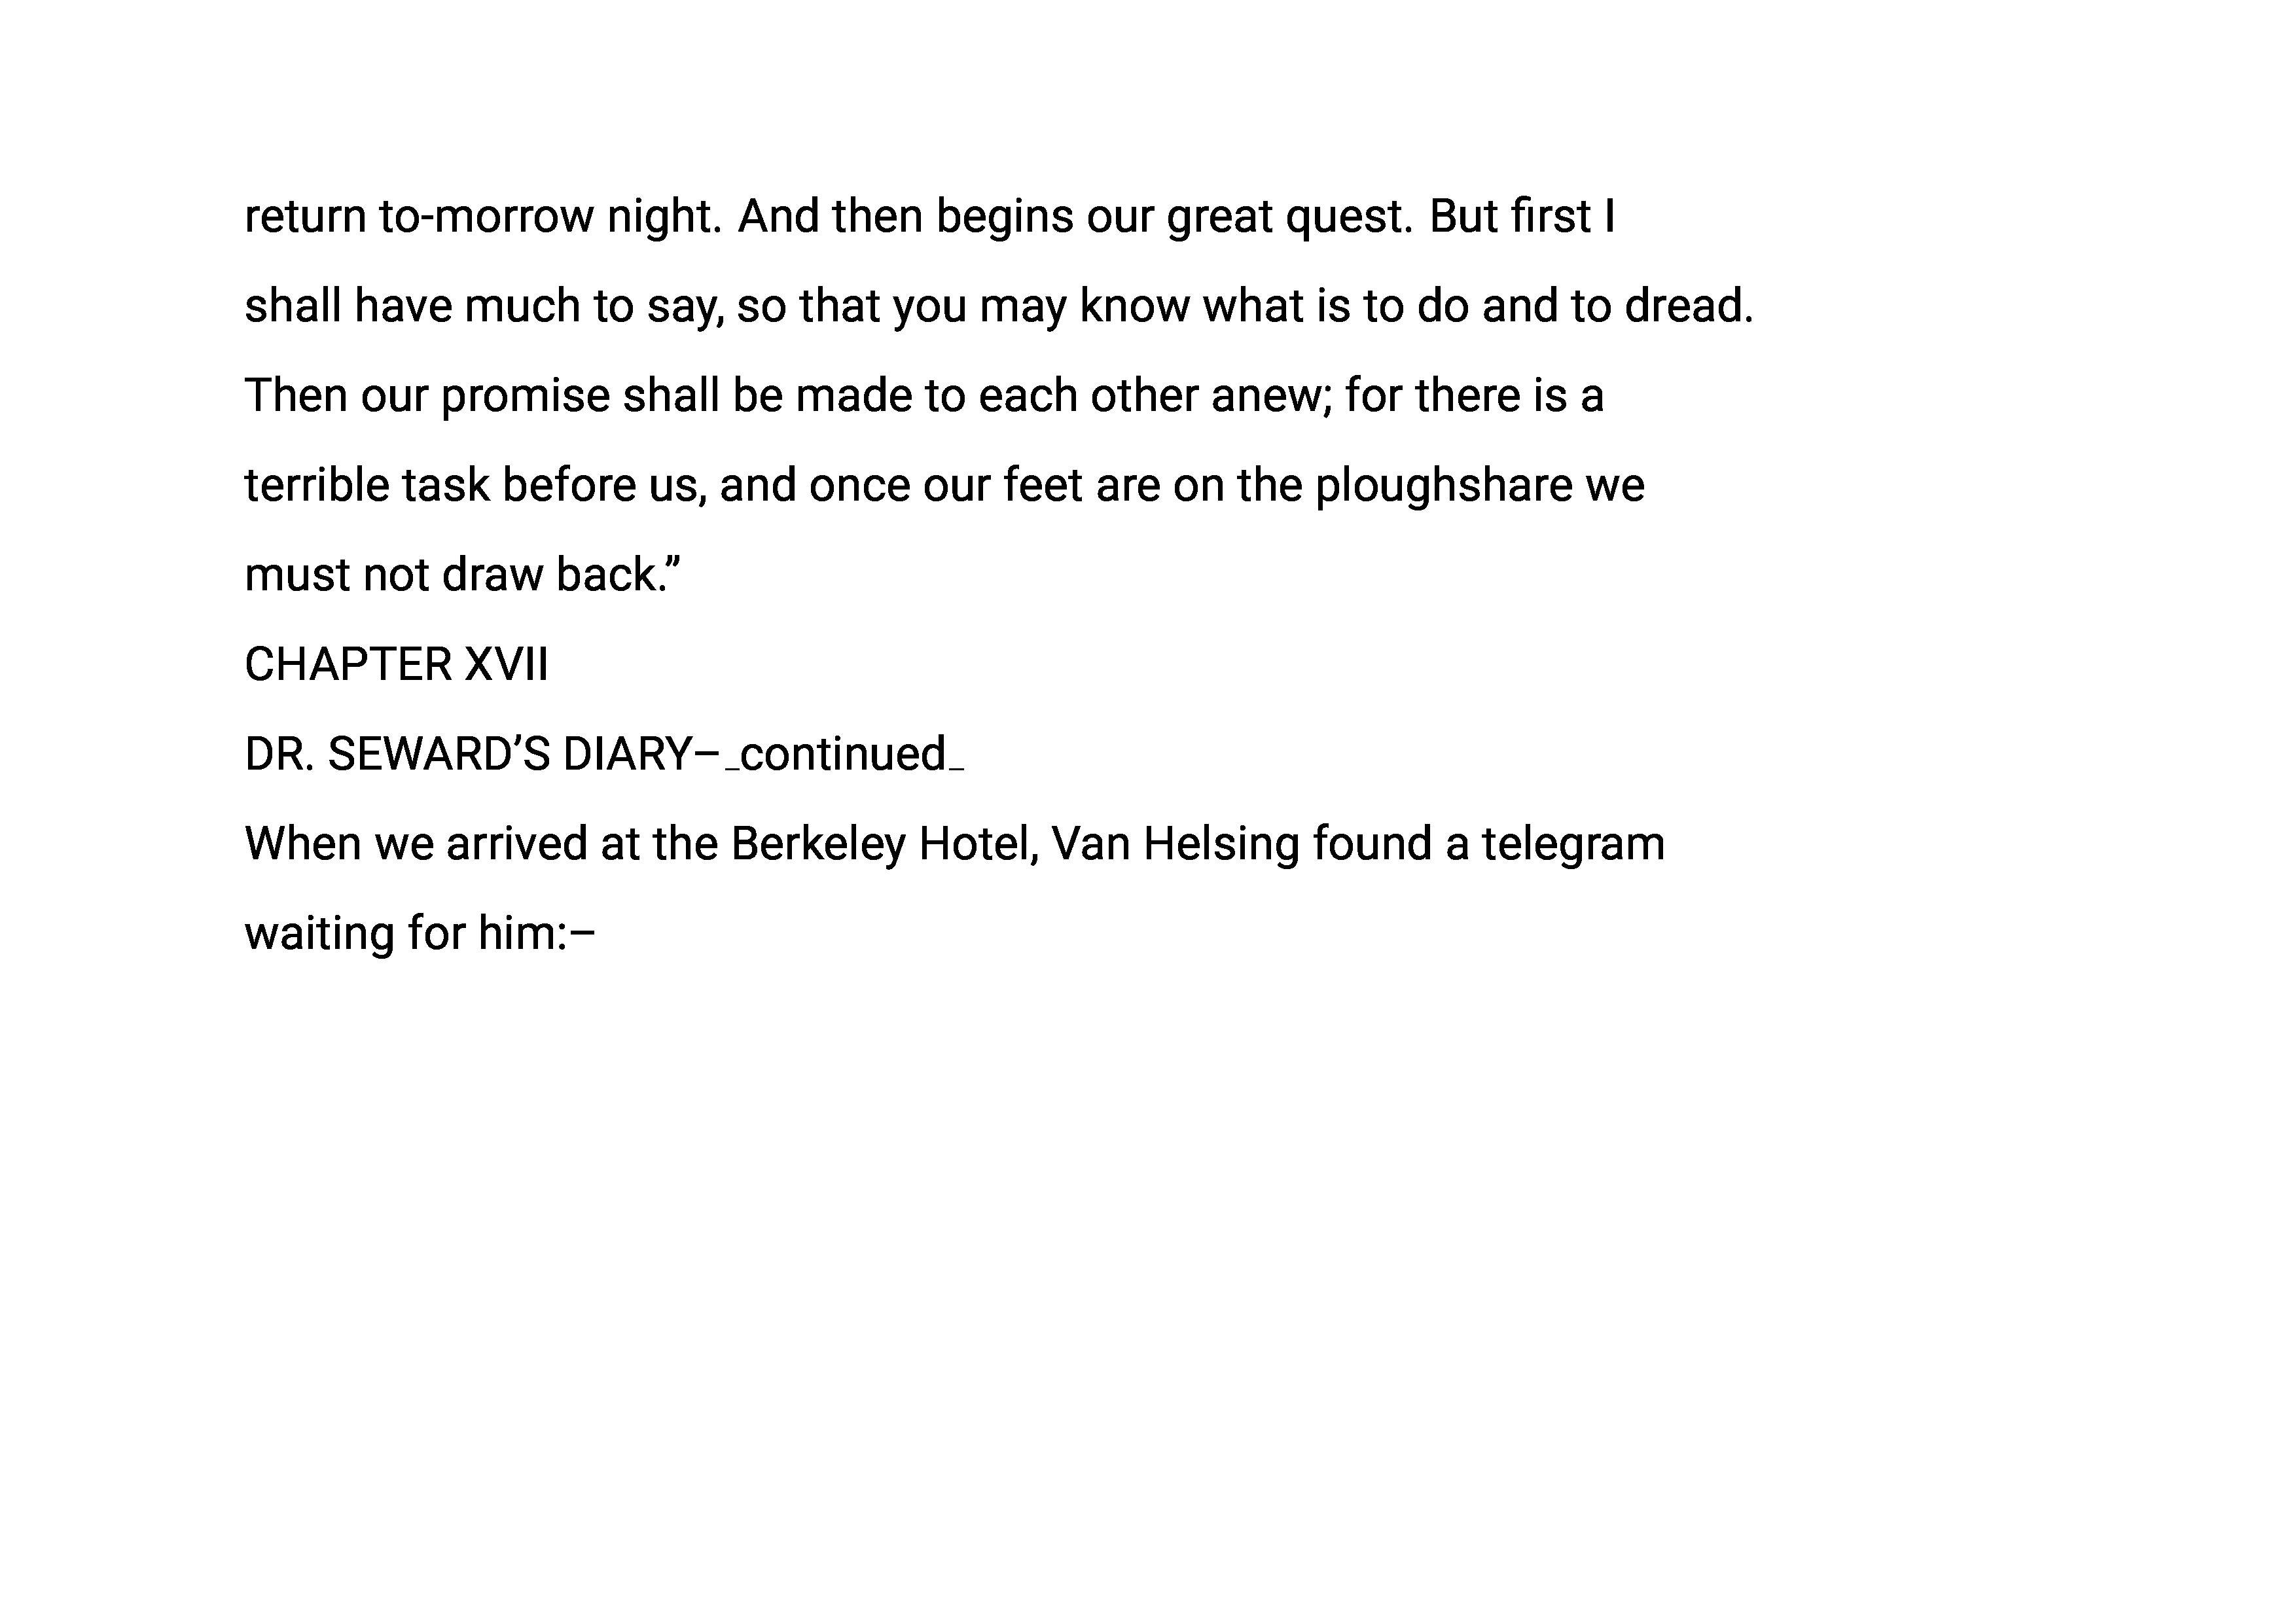 return to-morrow night. And then begins our great quest. But first I
shall have much to say, so that you may know what is to do and to dread.
Then our promise shall be made to each other anew; for there is a
terrible task before us, and once our feet are on the ploughshare we
must not draw back.”
CHAPTER XVII
DR. SEWARD’S DIARY–_continued_
When we arrived at the Berkeley Hotel, Van Helsing found a telegram
waiting for him:–